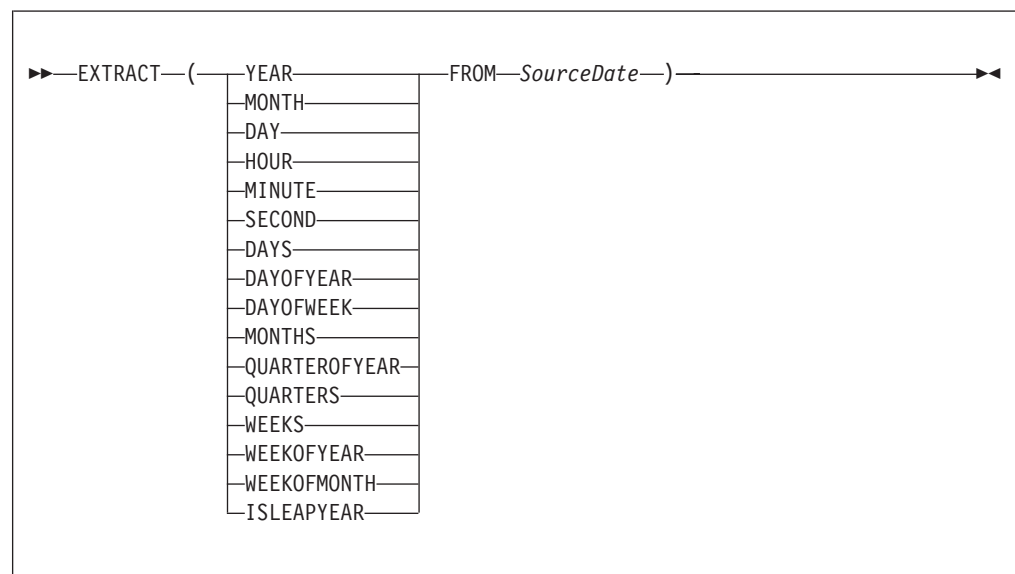 EXTRACT ( YEAR FROM SourceDate )
MONTH
DAY
HOUR
MINUTE
SECOND
DAYS
DAYOFYEAR
DAYOFWEEK
MONTHS
QUARTEROFYEAR
QUARTERS
WEEKS
WEEKOFYEAR
WEEKOFMONTH
ISLEAPYEAR